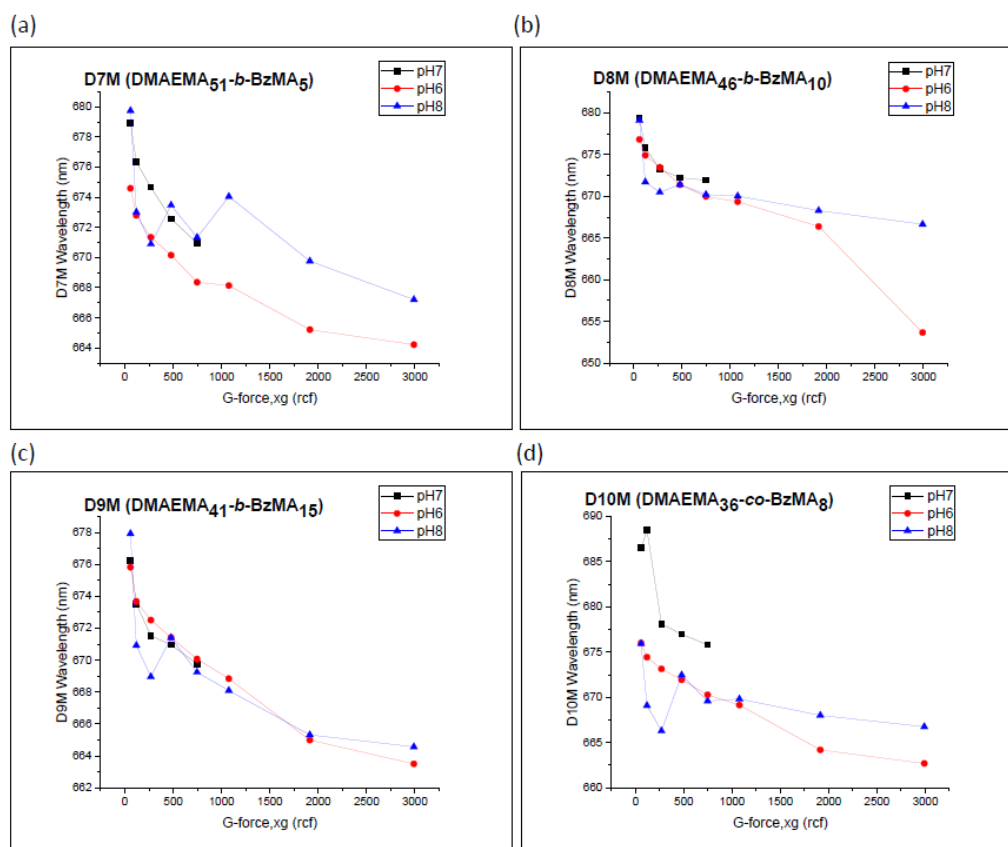 (a)
D7M (DMAEMA51-b-BzMA5)
pH7
pH6
pH8
680
678
676
674
672
670
668
666
664
D7M Wavelength (nm)
0 500 1000 1500 2000 2500 3000
G-force,xg (rcf)
(b)
D8M (DMAEMA46-b-BzMA10)
pH7
pH6
pH8
680
675
670
665
660
655
650
D8M Wavelength (nm)
0 500 1000 1500 2000 2500 3000
G-force,xg (rcf)
(c)
D9M (DMAEMA41-b-BzMA15)
pH7
pH6
pH8
678
676
674
672
670
668
666
664
662
D9M Wavelength (nm)
0 500 1000 1500 2000 2500 3000
G-force,xg (rcf)
(d)
D10M (DMAEMA36-co-BzMA8)
pH7
pH6
pH8
690
685
680
675
670
665
660
D10M Wavelength (nm)
0 500 1000 1500 2000 2500 3000
G-force,xg (rcf)